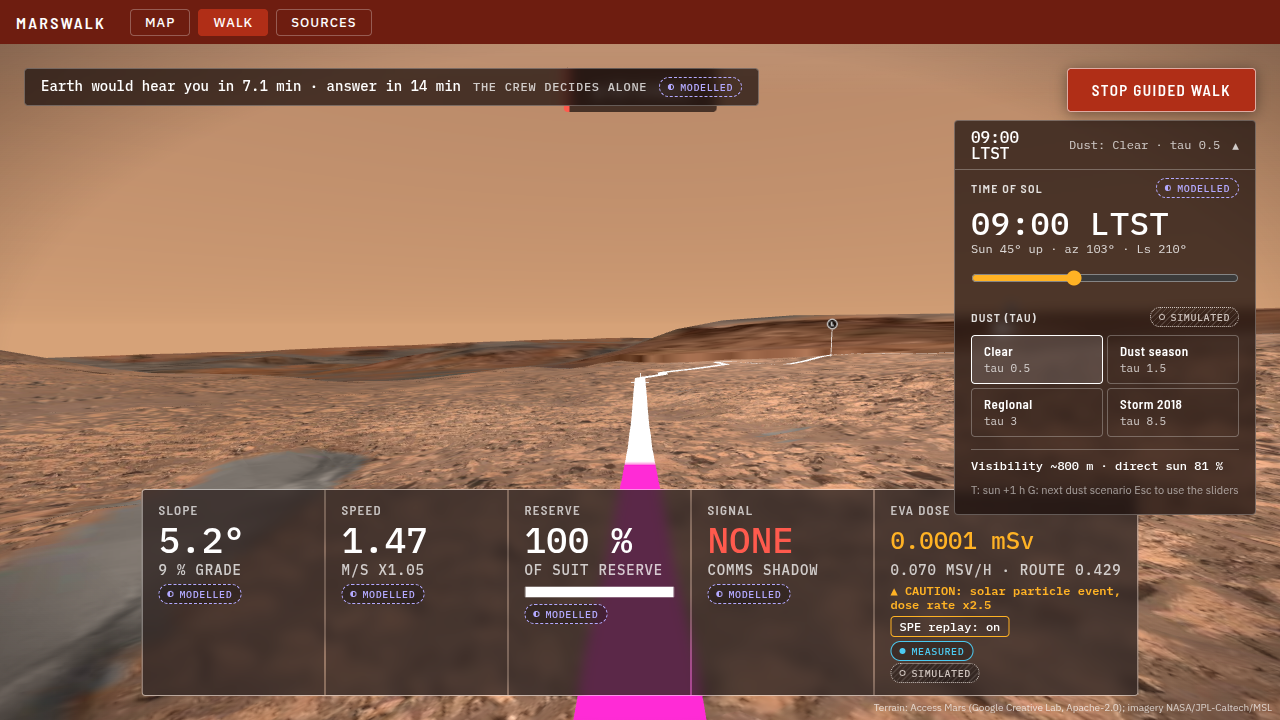 MARSWALK
MAP
WALK
SOURCES
Earth would hear you in 7.1 min · answer in 14 min THE CREW DECIDES ALONE MODELLED
STOP GUIDED WALK
09:00 LTST
Dust: Clear · tau 0.5 ▲
TIME OF SOL
MODELLED
09:00 LTST
Sun 45° up · az 103° · Ls 210°
DUST (TAU)
SIMULATED
Clear
tau 0.5
Dust season
tau 1.5
Regional
tau 3
Storm 2018
tau 8.5
Visibility ~800 m · direct sun 81 %
T: sun +1 h G: next dust scenario Esc to use the sliders
L
SLOPE
5.2°
9 % GRADE
MODELLED
SPEED
1.47
M/S X1.05
MODELLED
RESERVE
100 %
OF SUIT RESERVE
MODELLED
SIGNAL
NONE
COMMS SHADOW
MODELLED
EVA DOSE
0.0001 mSv
0.070 MSV/H · ROUTE 0.429
▲ CAUTION: solar particle event,
dose rate x2.5
SPE replay: on
MEASURED
SIMULATED
Terrain: Access Mars (Google Creative Lab, Apache-2.0); imagery NASA/JPL-Caltech/MSL